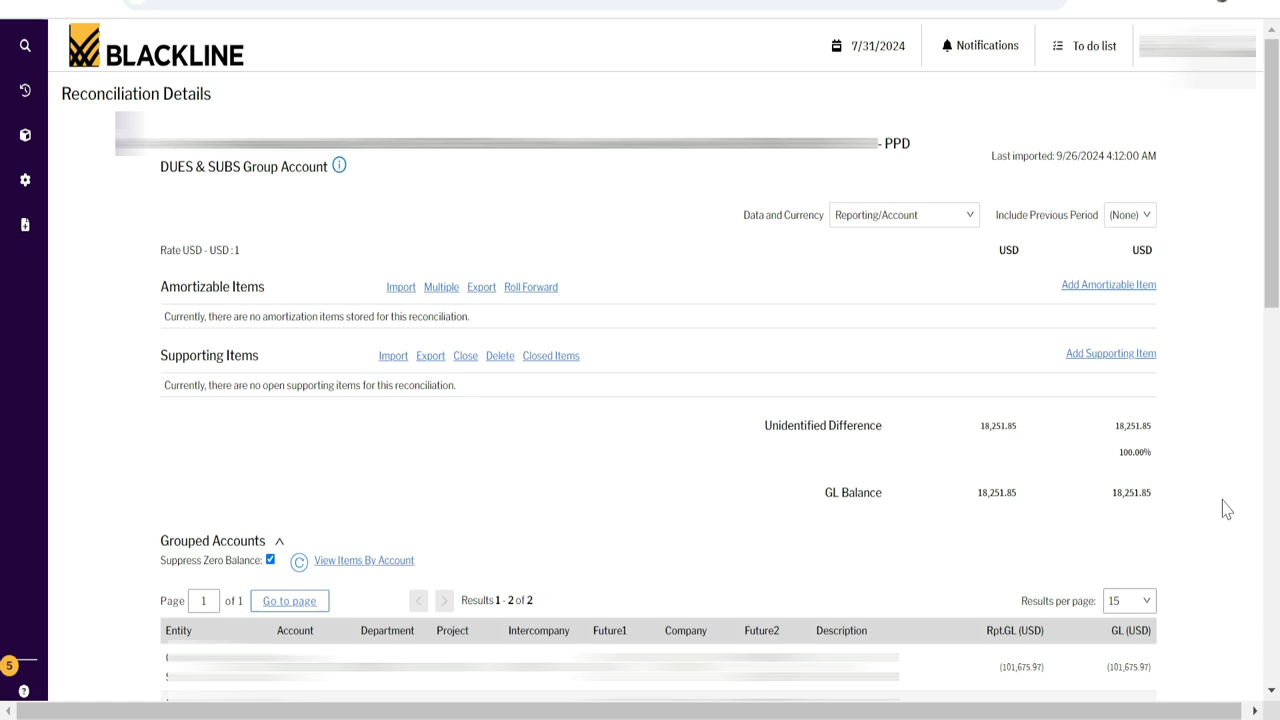 BLACKLINE
7/31/2024
Notifications
To do list
Reconciliation Details
- PPD
DUES & SUBS Group Account
Last imported: 9/26/2024 4:12:00 AM
Data and Currency Reporting/Account Include Previous Period (None)
Rate USD - USD : 1 USD USD
Amortizable Items Import Multiple Export Roll Forward Add Amortizable Item
Currently, there are no amortization items stored for this reconciliation.
Supporting Items Import Export Close Delete Closed Items Add Supporting Item
Currently, there are no open supporting items for this reconciliation.
Unidentified Difference 18,251.85 18,251.85
100.00%
GL Balance 18,251.85 18,251.85
Grouped Accounts
Suppress Zero Balance: C View Items By Account
Page 1 of 1 Go to page < > Results 1 - 2 of 2 Results per page: 15
Entity Account Department Project Intercompany Future1 Company Future2 Description Rpt.GL (USD) GL (USD)
(101,675.97) (101,675.97)
5
?